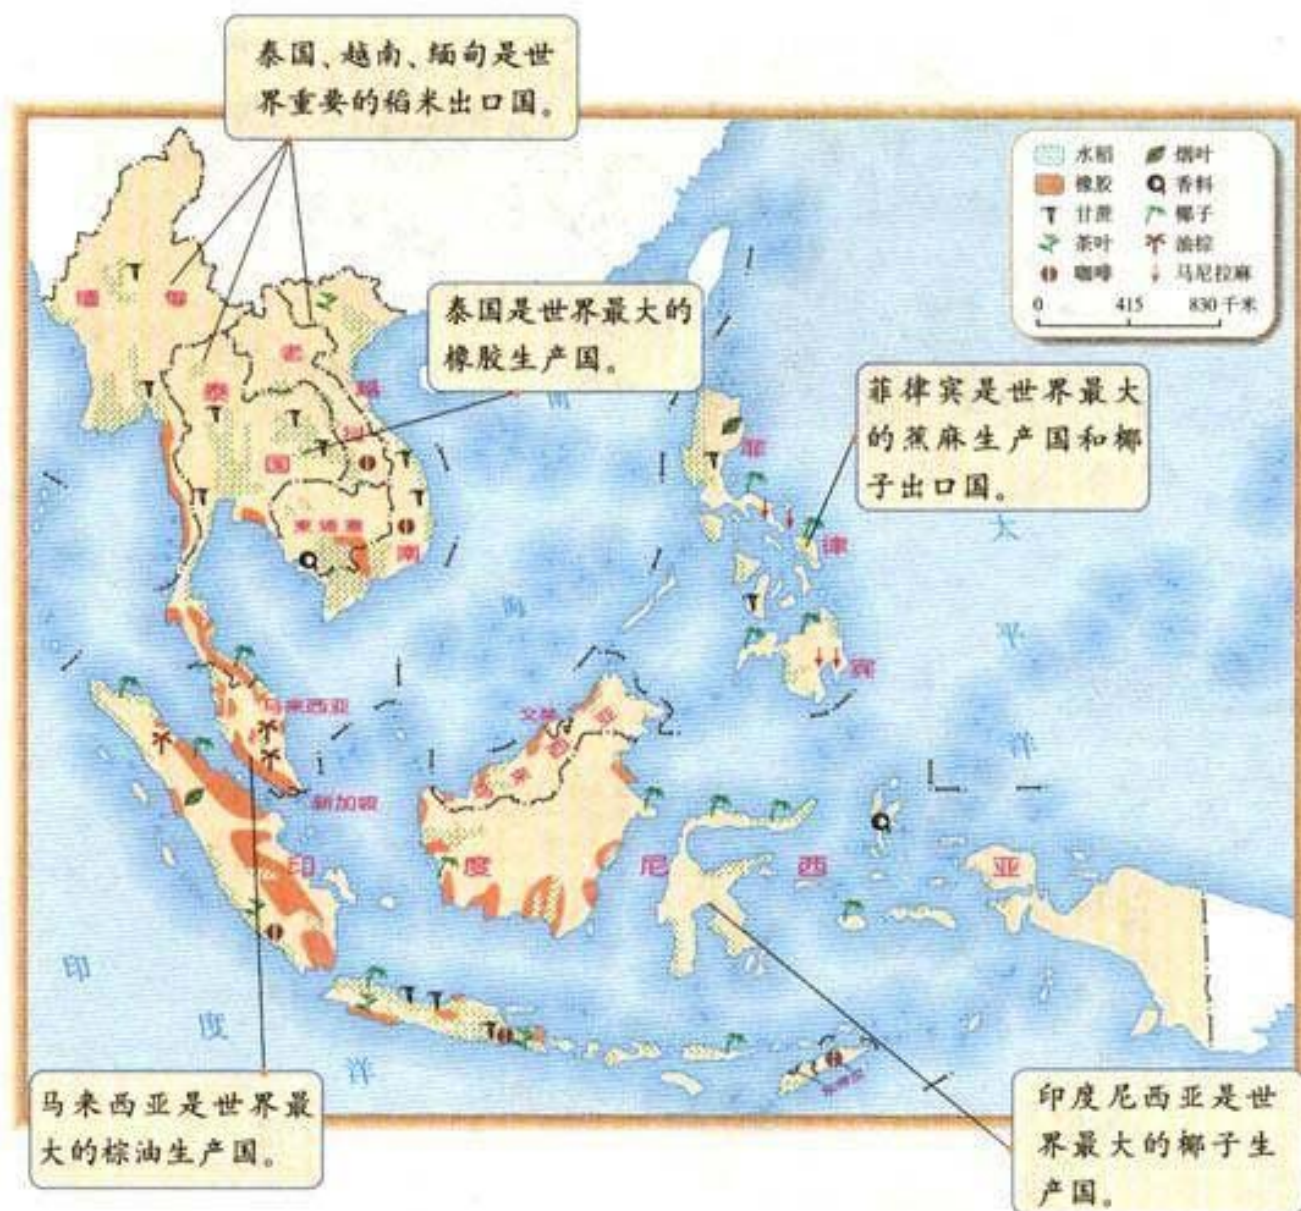 泰国、越南、缅甸是世
界重要的稻米出口国。
水稻 烟叶
橡胶 香料
甘蔗 椰子
茶叶 油棕
咖啡 马尼拉麻
0 415 830 千米
泰国是世界最大的
橡胶生产国。
菲律宾是世界最大
的蕉麻生产国和椰
子出口国。
缅甸
老挝
泰国
越南
柬埔寨
菲律宾
南海
太平洋
马来西亚
文莱
马来西亚
新加坡
印度尼西亚
印度洋
马来西亚是世界最
大的棕油生产国。
印度尼西亚是世
界最大的椰子生
产国。